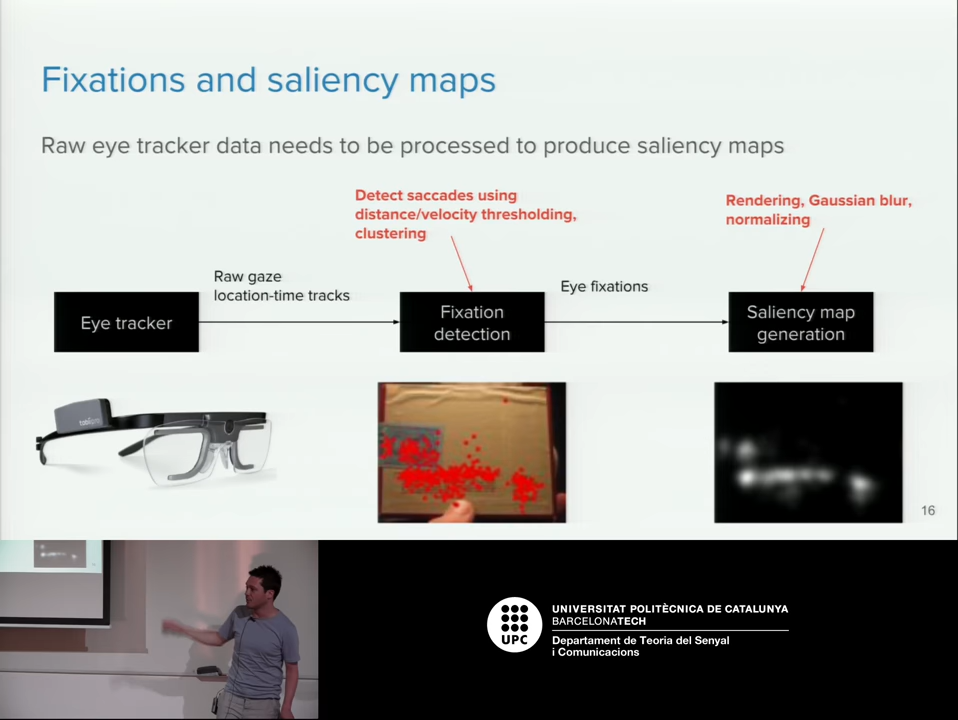 Fixations and saliency maps
Raw eye tracker data needs to be processed to produce saliency maps
Detect saccades using
distance/velocity thresholding,
clustering
Rendering, Gaussian blur,
normalizing
Raw gaze
location-time tracks
Eye fixations
Eye tracker
Fixation
detection
Saliency map
generation
16
UPC
UNIVERSITAT POLITÈCNICA DE CATALUNYA
BARCELONATECH
Departament de Teoria del Senyal
i Comunicacions